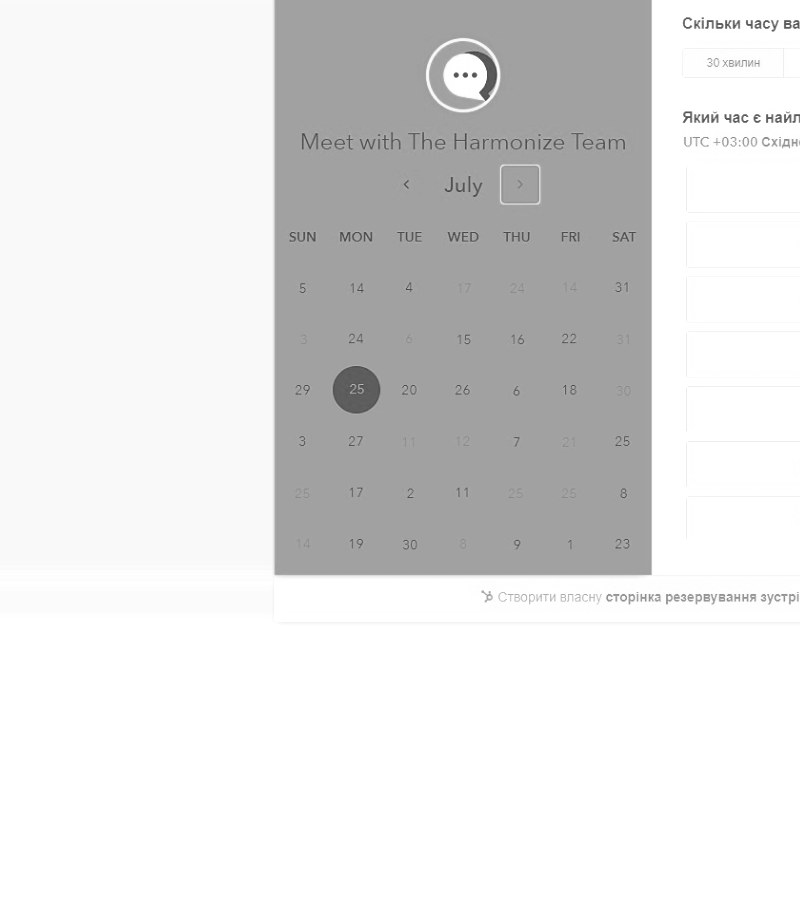 Meet with The Harmonize Team
July
SUN MON TUE WED THU FRI SAT
5 14 4 17 24 14 31
3 24 6 15 16 22 31
29 25 20 26 6 18 30
3 27 11 12 7 21 25
25 17 2 11 25 25 8
14 19 30 8 9 1 23
Скільки часу ва
30 хвилин
Який час є найл
UTC +03:00 Східн
Створити власну сторінка резервування зустрі